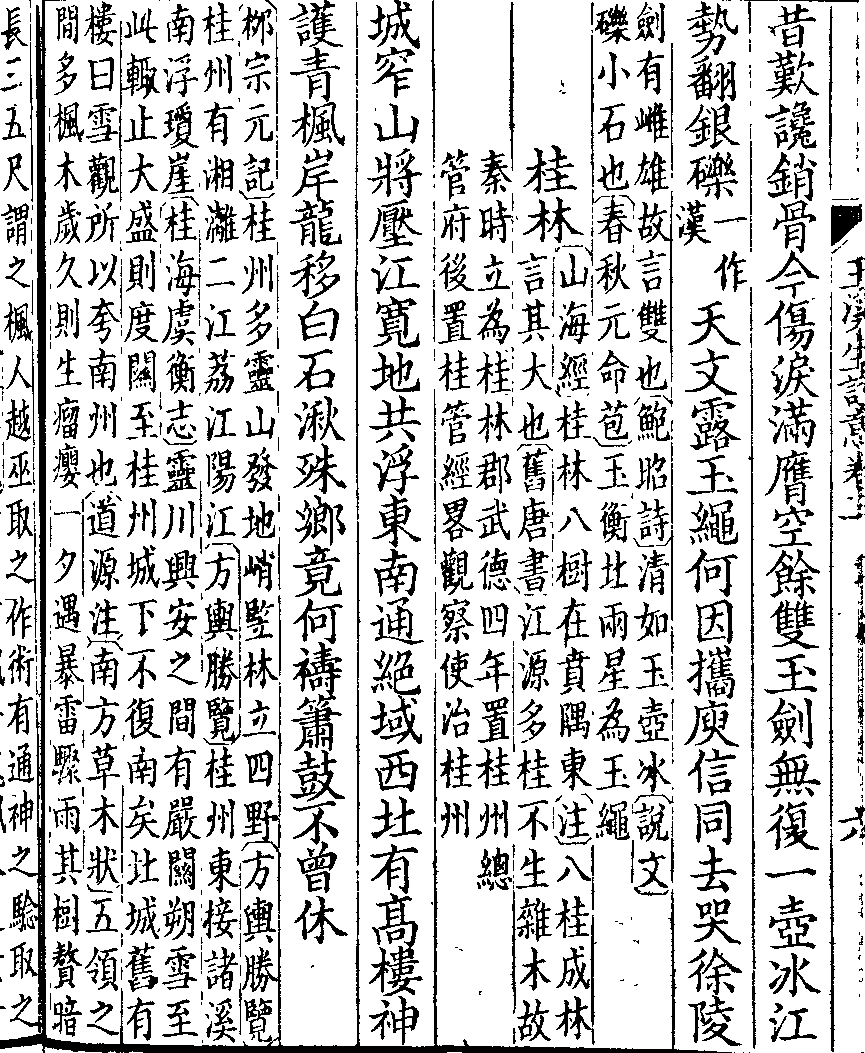 玉谿生詩意卷二
六
昔歎讒銷骨今傷淚滿膺空餘雙玉劍無復一壺冰江
勢翻銀礫一作漢天文露玉繩何因攜庾信同去哭徐陵
劍有雌雄故言雙也鮑昭詩清如玉壺冰說文
礫小石也春秋元命苞玉衡北兩星為玉繩
桂林
山海經桂林八樹在賁隅東注八桂成林
言其大也舊唐書江源多桂不生雜木故
秦時立為桂林郡武德四年置桂州總
管府後置桂管經畧觀察使治桂州
城窄山將壓江寬地共浮東南通絕域西北有高樓神
護青楓岸龍移白石湫殊鄉竟何禱簫鼓不曾休
柳宗元記桂州多靈山發地峭竪林立四野方輿勝覽
桂州有湘灕二江荔江陽江方輿勝覽桂州東接諸溪
南浮瓊崖桂海虞衡志靈川興安之間有嚴關朔雪至
此輒止大盛則度關至桂州城下不復南矣北城舊有
樓曰雪觀所以夸南州也道源注南方草木狀五領之
間多楓木歲久則生瘤癭一夕遇暴雷驟雨其樹贅暗
長三五尺謂之楓人越巫取之作術有通神之驗取之